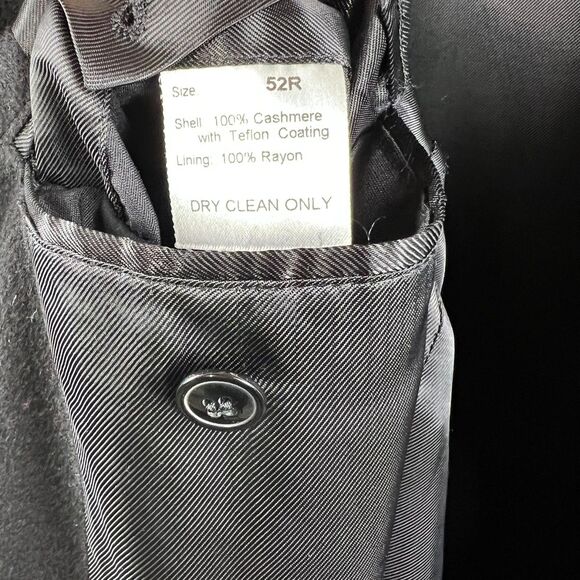 Size 52R
Shell 100% Cashmere
with Teflon Coating
Lining: 100% Rayon
DRY CLEAN ONLY